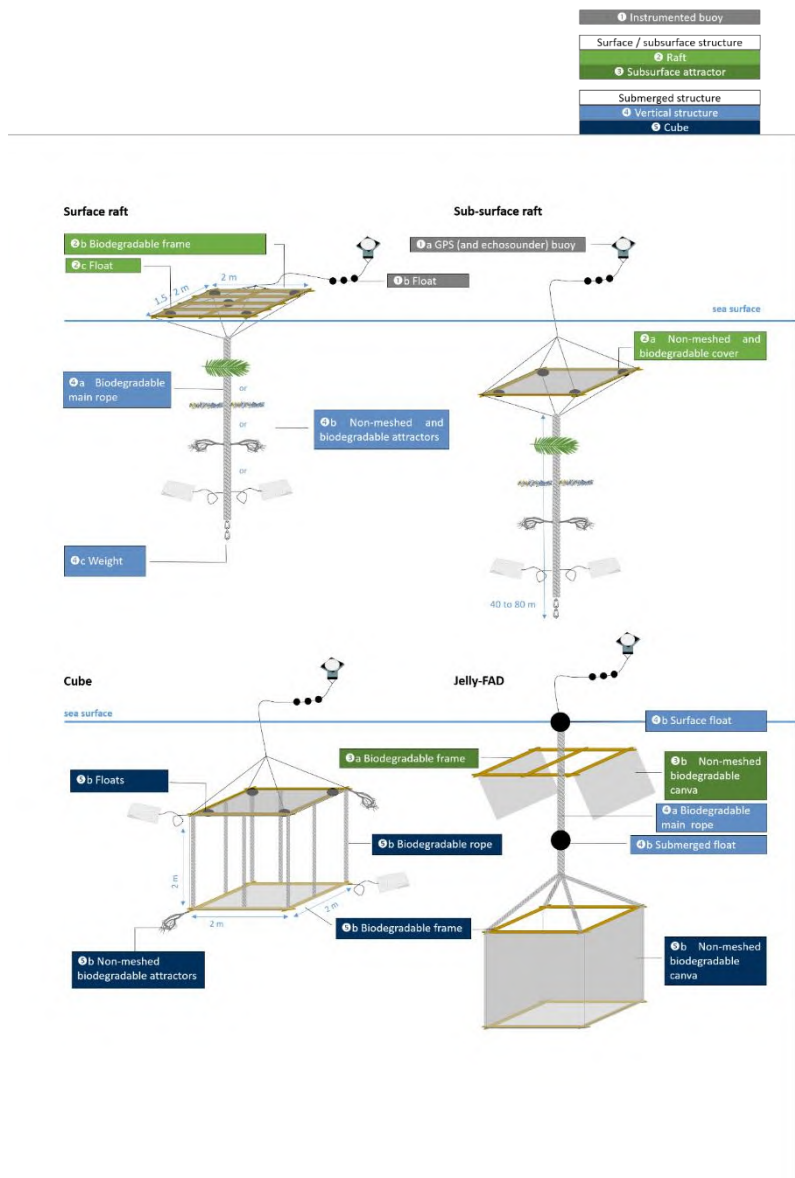 ❶ Instrumented buoy
Surface / subsurface structure
❷ Raft
❸ Subsurface attractor
Submerged structure
❹ Vertical structure
❺ Cube
Surface raft
❷b Biodegradable frame
❷c Float
1.5 - 2 m
2 m
❶b Float
❹a Biodegradable
main rope
or
or
or
❹b Non-meshed and
biodegradable attractors
❹c Weight
Sub-surface raft
❶a GPS (and echosounder) buoy
sea surface
❷a Non-meshed and
biodegradable cover
40 to 80 m
Cube
sea surface
❺b Floats
❺b Biodegradable rope
2 m
2 m
2 m
❺b Biodegradable frame
❺b Non-meshed
biodegradable attractors
Jelly-FAD
❹b Surface float
❸a Biodegradable frame
❸b Non-meshed
biodegradable
canva
❹a Biodegradable
main rope
❹b Submerged float
❺b Non-meshed
biodegradable
canva